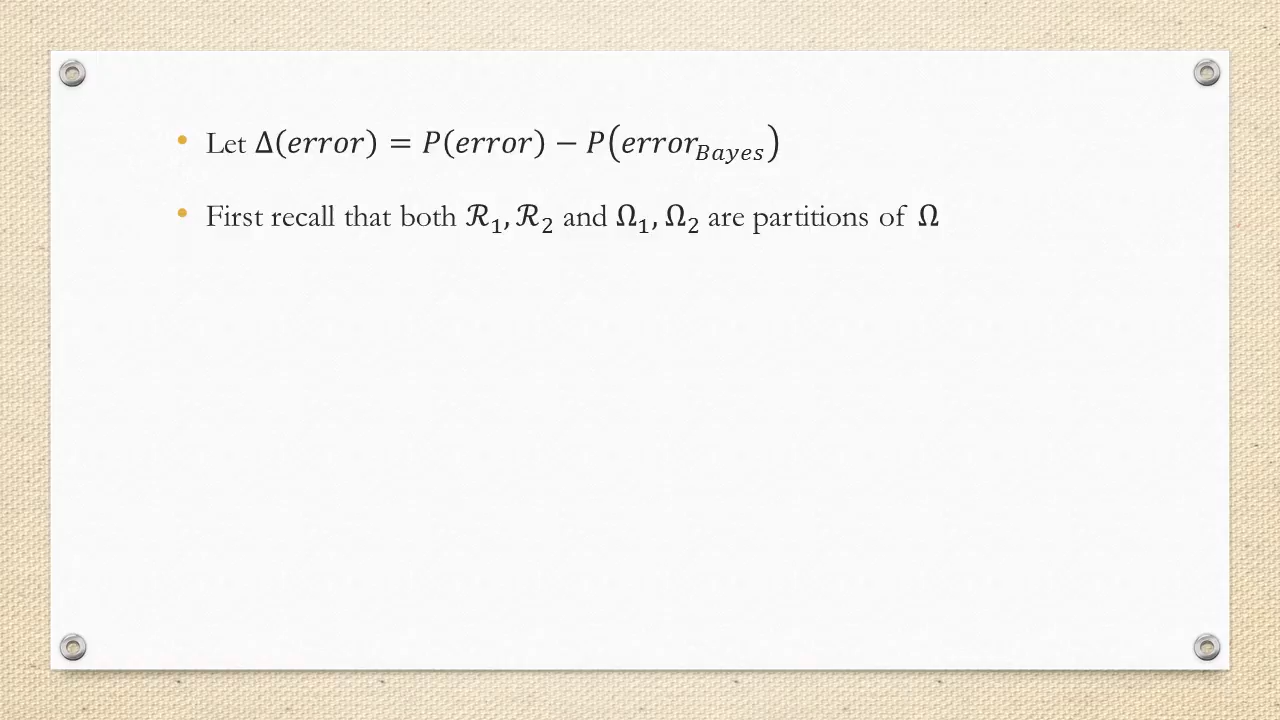 • Let Δ(error) = P(error) − P(error_Bayes)
• First recall that both ℛ₁, ℛ₂ and Ω₁, Ω₂ are partitions of Ω